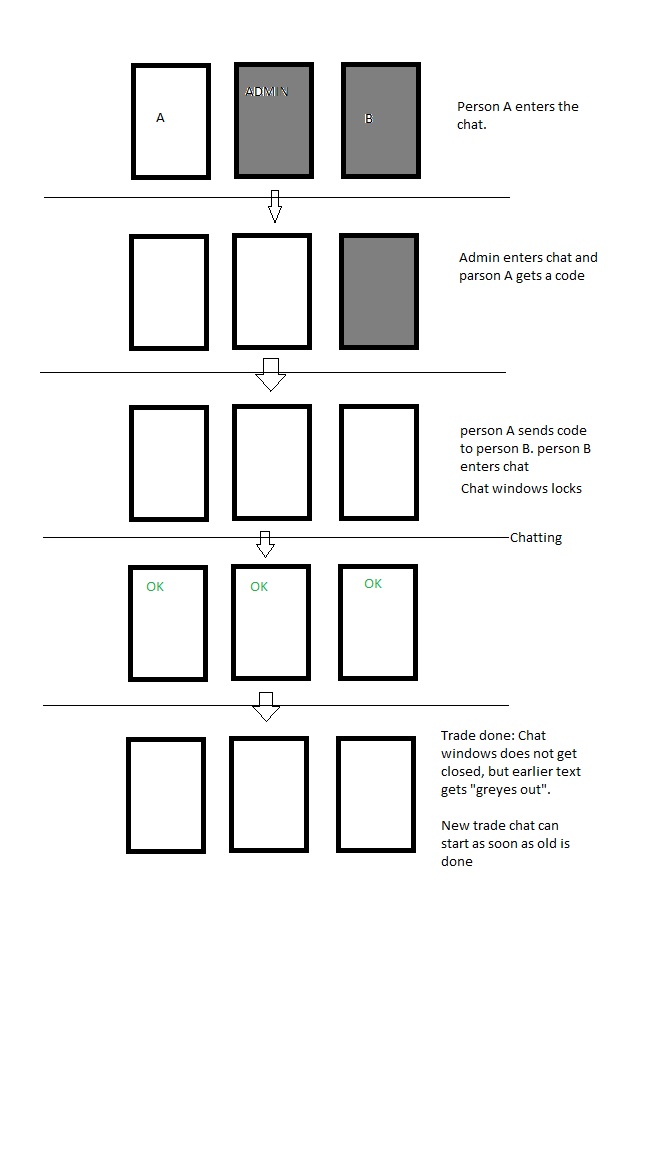 A
ADMIN
B
Person A enters the
chat.
Admin enters chat and
parson A gets a code
person A sends code
to person B. person B
enters chat
Chat windows locks
Chatting
OK
OK
OK
Trade done: Chat
windows does not get
closed, but earlier text
gets "greyes out".
New trade chat can
start as soon as old is
done